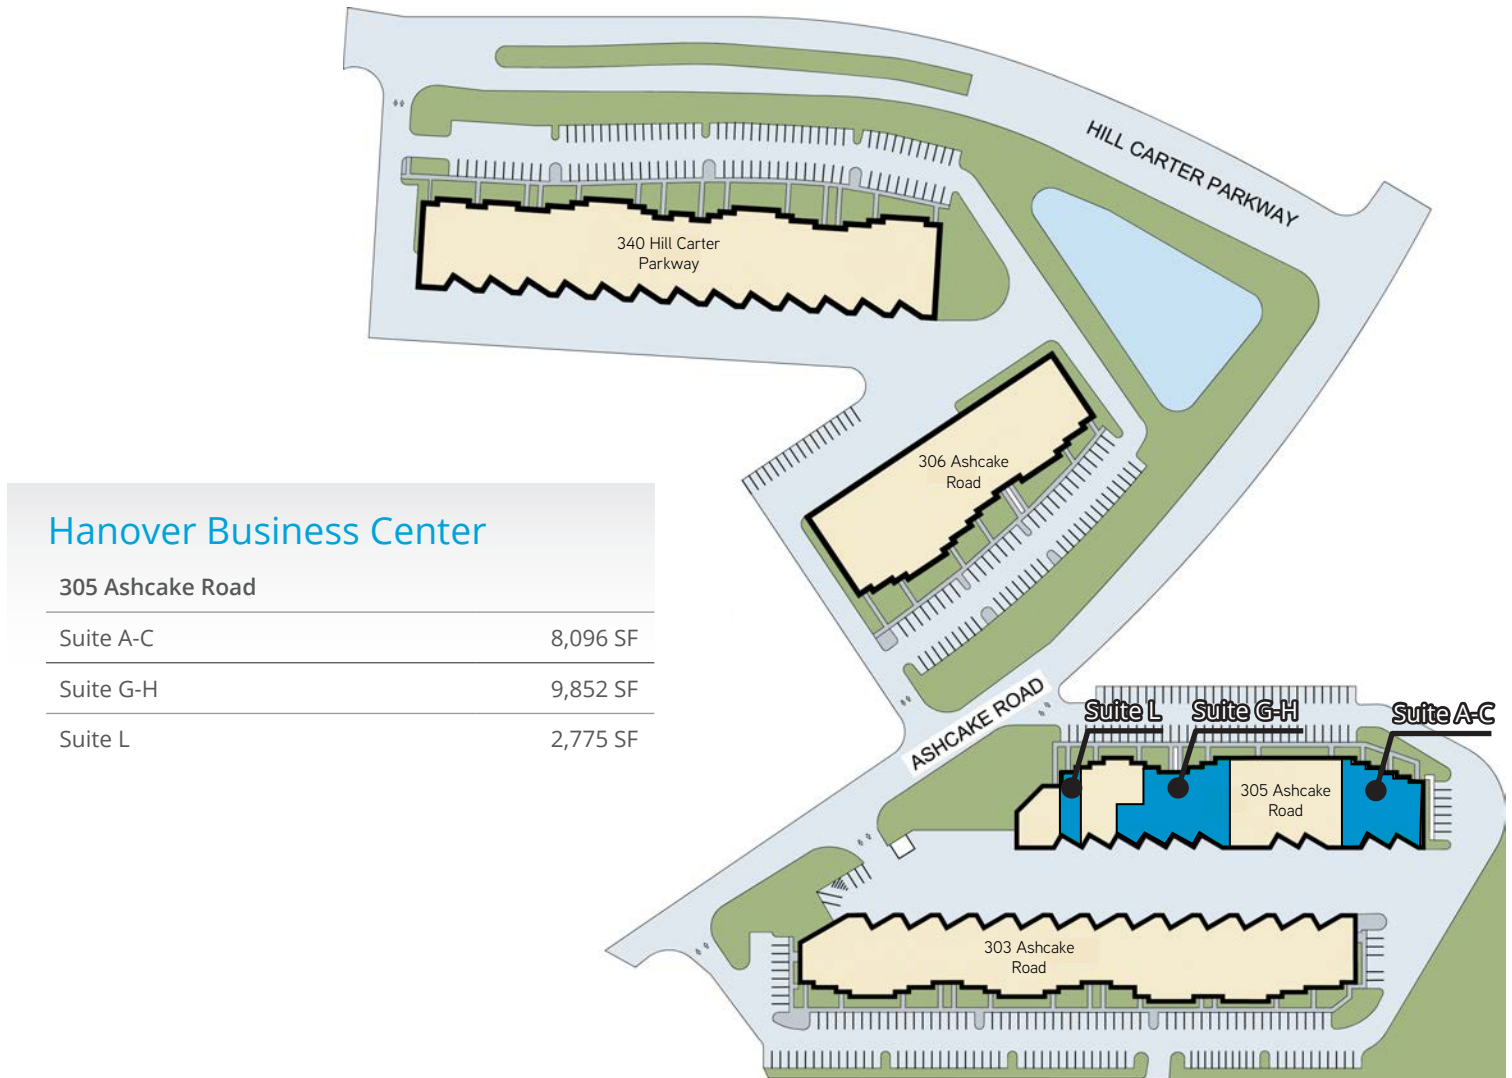 HILL CARTER PARKWAY
340 Hill Carter
Parkway
306 Ashcake
Road
Hanover Business Center
305 Ashcake Road
Suite A-C 8,096 SF
Suite G-H 9,852 SF
Suite L 2,775 SF
ASHCAKE ROAD
Suite L
Suite G-H
Suite A-C
305 Ashcake
Road
303 Ashcake
Road